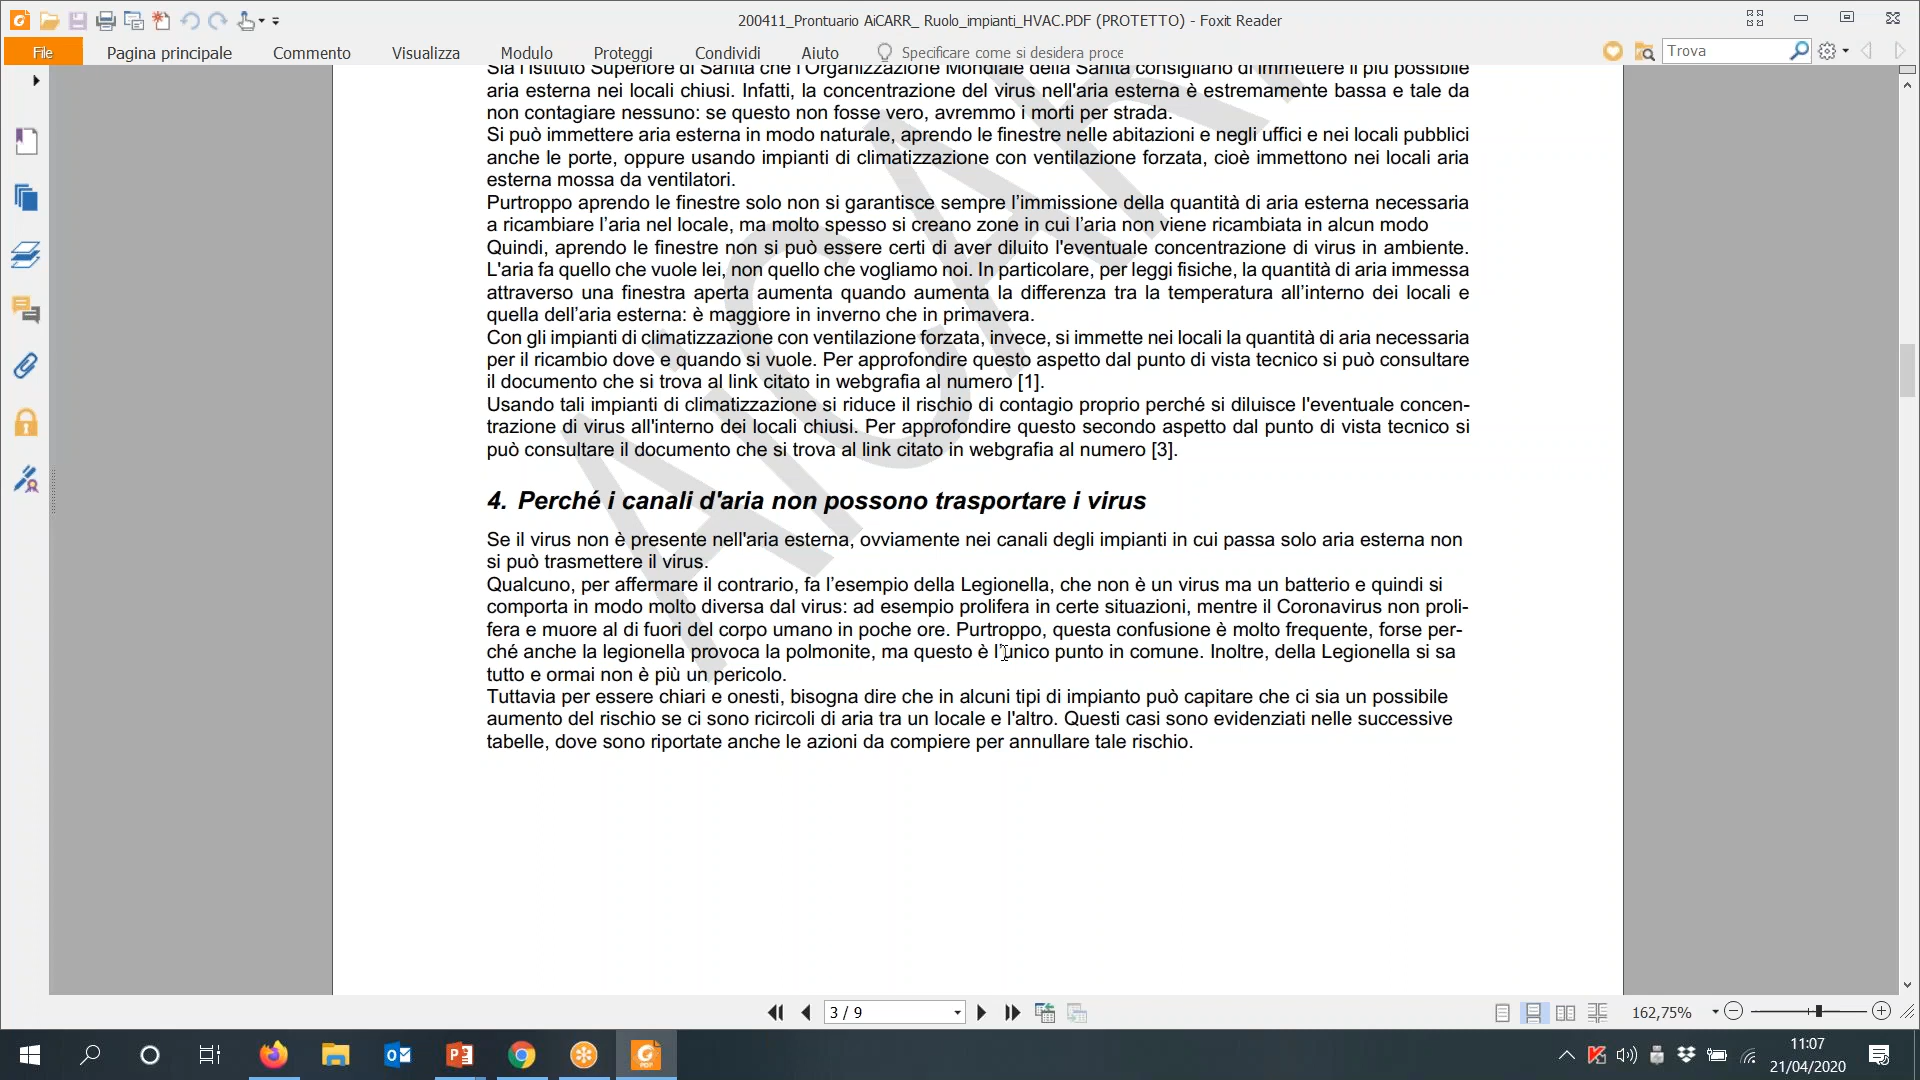 200411_Prontuario AiCARR_ Ruolo_impianti_HVAC.PDF (PROTETTO) - Foxit Reader
File Pagina principale Commento Visualizza Modulo Proteggi Condividi Aiuto Specificare come si desidera proce Trova
Sia l'Istituto Superiore di Sanità che l'Organizzazione Mondiale della Sanità consigliano di immettere il più possibile
aria esterna nei locali chiusi. Infatti, la concentrazione del virus nell'aria esterna è estremamente bassa e tale da
non contagiare nessuno: se questo non fosse vero, avremmo i morti per strada.
Si può immettere aria esterna in modo naturale, aprendo le finestre nelle abitazioni e negli uffici e nei locali pubblici
anche le porte, oppure usando impianti di climatizzazione con ventilazione forzata, cioè immettono nei locali aria
esterna mossa da ventilatori.
Purtroppo aprendo le finestre solo non si garantisce sempre l’immissione della quantità di aria esterna necessaria
a ricambiare l’aria nel locale, ma molto spesso si creano zone in cui l’aria non viene ricambiata in alcun modo
Quindi, aprendo le finestre non si può essere certi di aver diluito l'eventuale concentrazione di virus in ambiente.
L'aria fa quello che vuole lei, non quello che vogliamo noi. In particolare, per leggi fisiche, la quantità di aria immessa
attraverso una finestra aperta aumenta quando aumenta la differenza tra la temperatura all’interno dei locali e
quella dell’aria esterna: è maggiore in inverno che in primavera.
Con gli impianti di climatizzazione con ventilazione forzata, invece, si immette nei locali la quantità di aria necessaria
per il ricambio dove e quando si vuole. Per approfondire questo aspetto dal punto di vista tecnico si può consultare
il documento che si trova al link citato in webgrafia al numero [1].
Usando tali impianti di climatizzazione si riduce il rischio di contagio proprio perché si diluisce l'eventuale concen-
trazione di virus all'interno dei locali chiusi. Per approfondire questo secondo aspetto dal punto di vista tecnico si
può consultare il documento che si trova al link citato in webgrafia al numero [3].
4. Perché i canali d'aria non possono trasportare i virus
Se il virus non è presente nell'aria esterna, ovviamente nei canali degli impianti in cui passa solo aria esterna non
si può trasmettere il virus.
Qualcuno, per affermare il contrario, fa l’esempio della Legionella, che non è un virus ma un batterio e quindi si
comporta in modo molto diversa dal virus: ad esempio prolifera in certe situazioni, mentre il Coronavirus non proli-
fera e muore al di fuori del corpo umano in poche ore. Purtroppo, questa confusione è molto frequente, forse per-
ché anche la legionella provoca la polmonite, ma questo è l’unico punto in comune. Inoltre, della Legionella si sa
tutto e ormai non è più un pericolo.
Tuttavia per essere chiari e onesti, bisogna dire che in alcuni tipi di impianto può capitare che ci sia un possibile
aumento del rischio se ci sono ricircoli di aria tra un locale e l'altro. Questi casi sono evidenziati nelle successive
tabelle, dove sono riportate anche le azioni da compiere per annullare tale rischio.
AiCARR
3 / 9
162,75%
11:07
21/04/2020